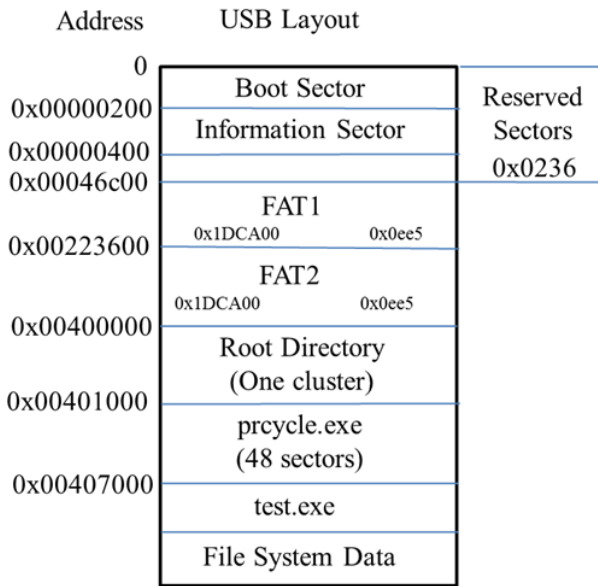 Address USB Layout
0
Boot Sector
0x00000200
Information Sector
Reserved
Sectors
0x0236
0x00000400
0x00046c00
FAT1
0x1DCA00 0x0ee5
0x00223600
FAT2
0x1DCA00 0x0ee5
0x00400000
Root Directory
(One cluster)
0x00401000
prcycle.exe
(48 sectors)
0x00407000
test.exe
File System Data